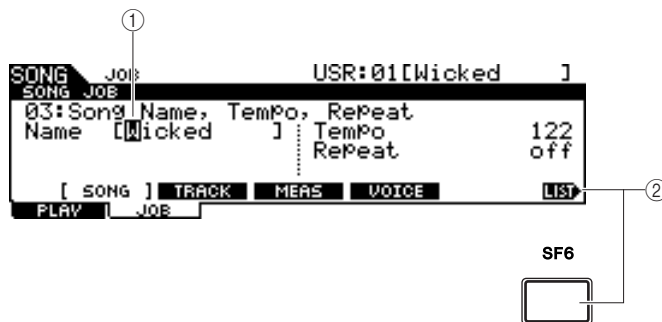 ①
SONG JOB USR:01[Wicked ]
SONG JOB
03:Song Name, Tempo, Repeat
Name [Wicked ] Tempo 122
Repeat off
[ SONG ] TRACK MEAS VOICE LIST
②
PLAY JOB
SF6